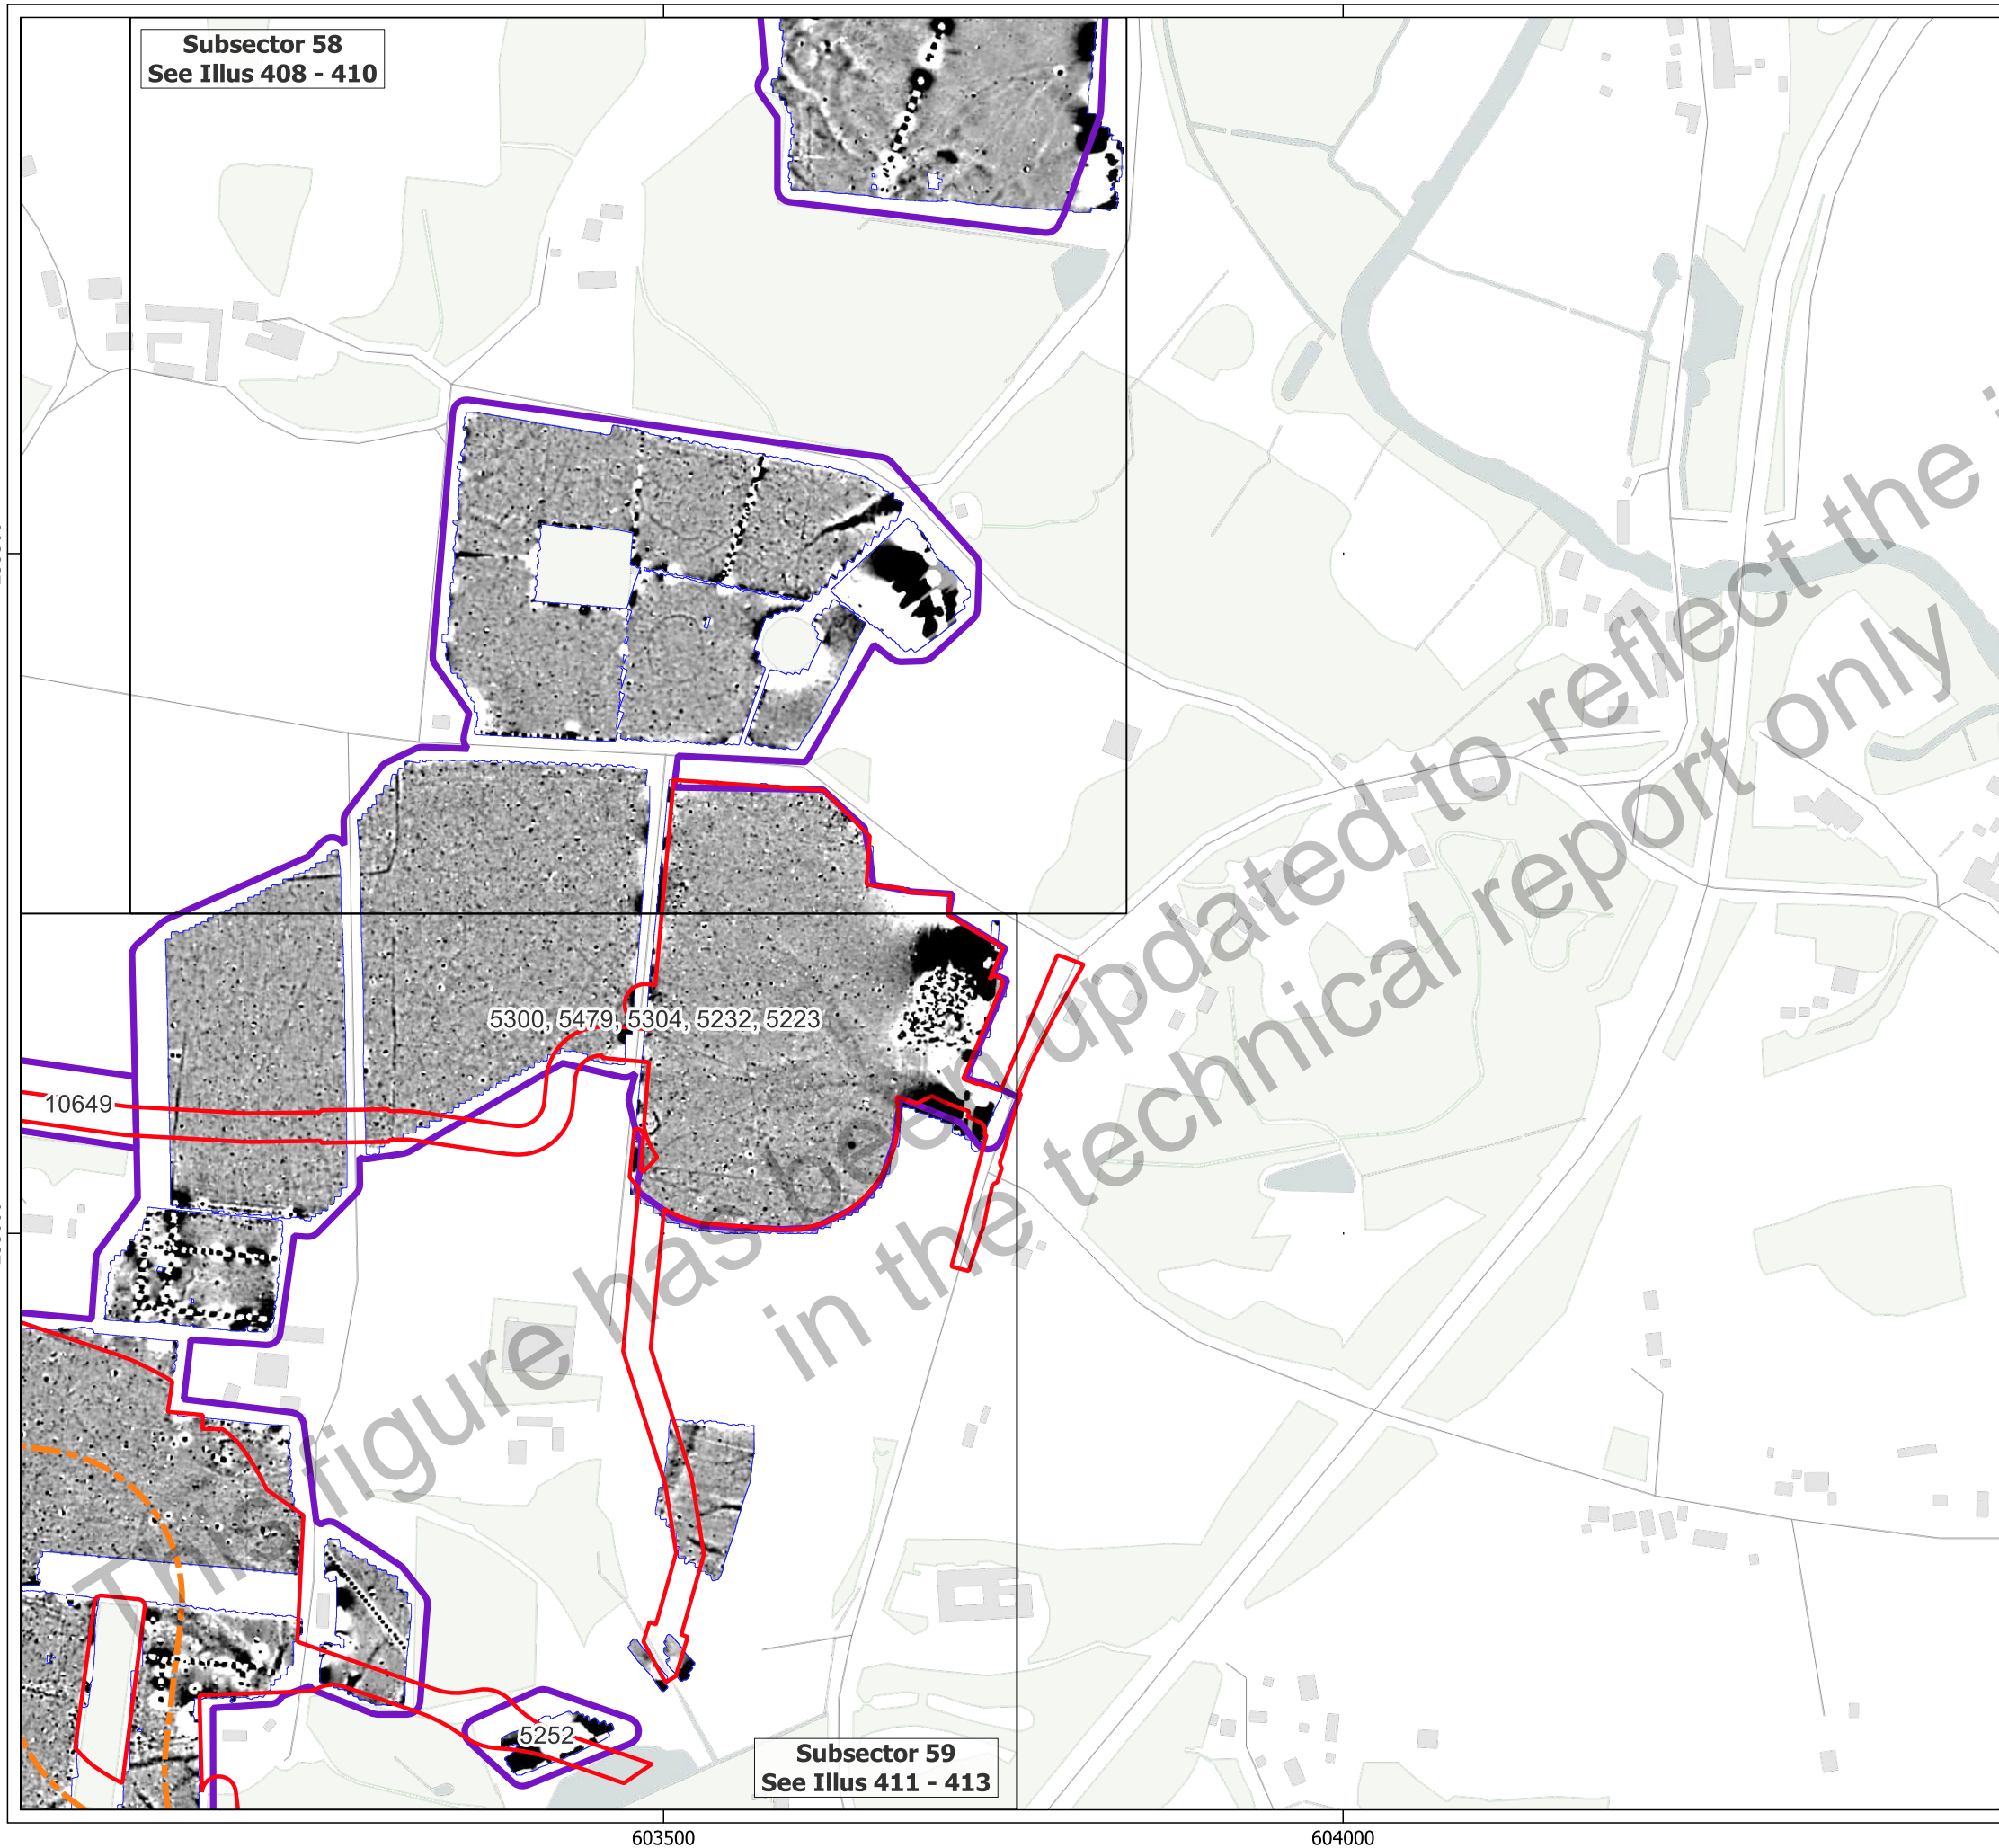 Subsector 58
See Illus 408 - 410
5300, 5479, 5304, 5232, 5223
10649
5252
Subsector 59
See Illus 411 - 413
This figure has been updated to reflect the
in the technical report only
603500
604000